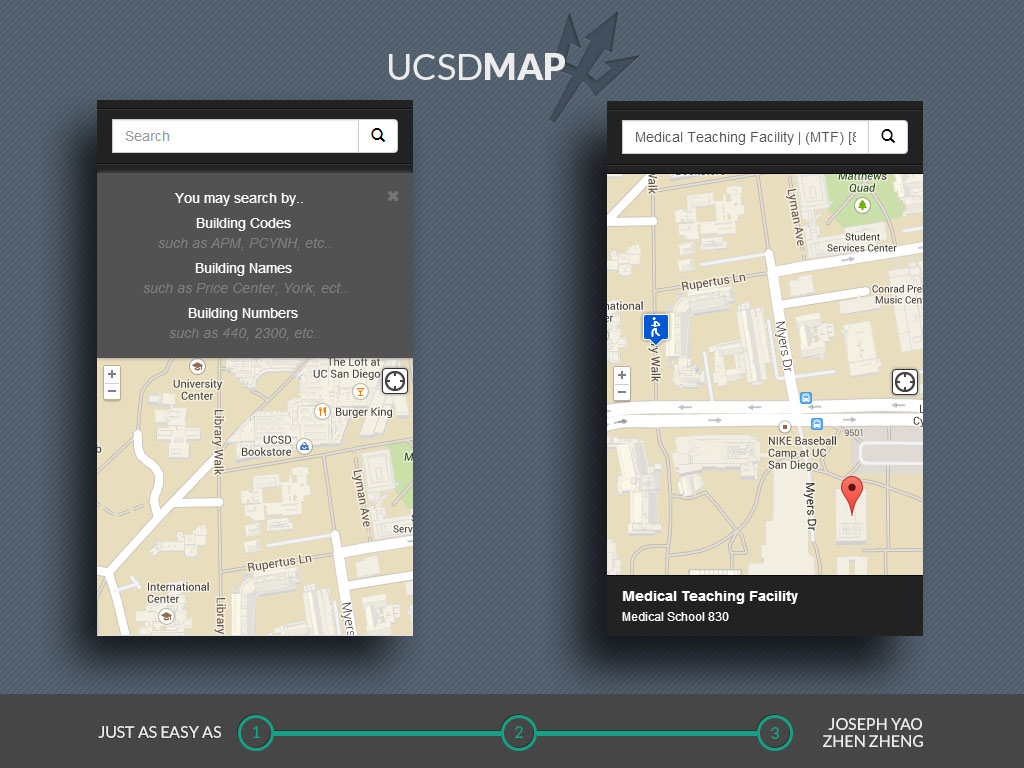 UCSDMAP
Search
You may search by..
Building Codes
such as APM, PCYNH, etc..
Building Names
such as Price Center, York, ect..
Building Numbers
such as 440, 2300, etc..
+
−
The Loft at
UC San Diego
University
Center
Burger King
UCSD
Bookstore
Library Walk
Lyman Ave
Serv
Rupertus Ln
International
Center
Library
Myers
Medical Teaching Facility | (MTF) [8
Walk
Matthews
Quad
Lyman Ave
Student
Services Center
Rupertus Ln
Conrad Pre
Music Cen
national
er
Walk
Myers Dr
+
−
L
Cy
9501
NIKE Baseball
Camp at UC
San Diego
Myers Dr
Medical Teaching Facility
Medical School 830
JUST AS EASY AS
1
2
3
JOSEPH YAO
ZHEN ZHENG